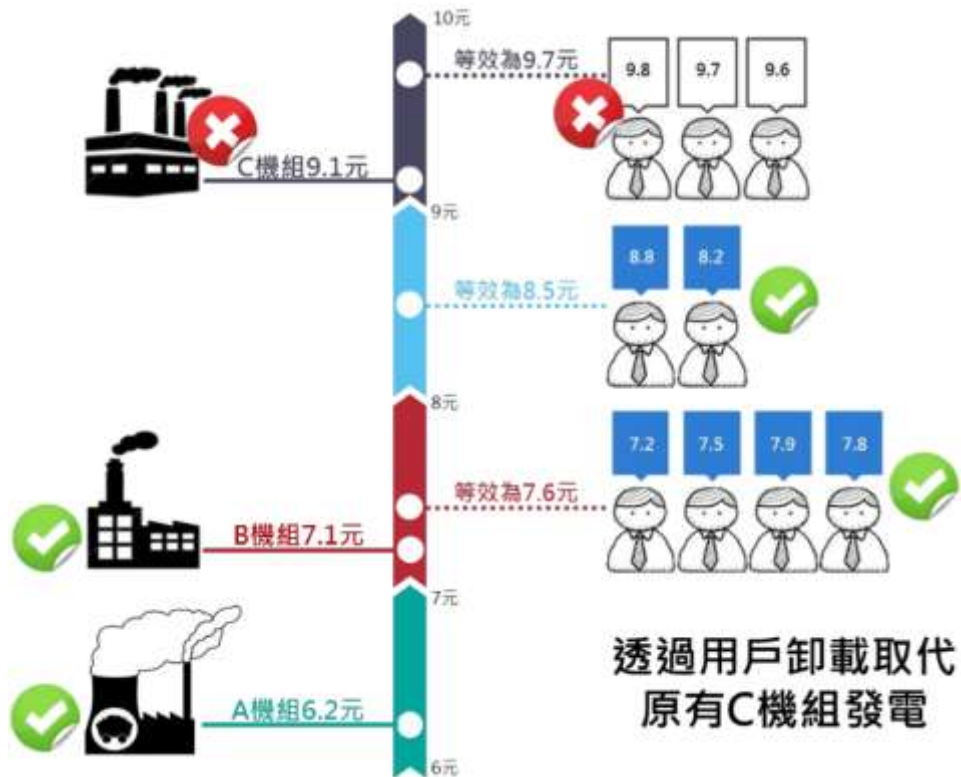 10元
等效為9.7元
9.8
9.7
9.6
C機組9.1元
9元
等效為8.5元
8.8
8.2
8元
等效為7.6元
7.2
7.5
7.9
7.8
B機組7.1元
7元
A機組6.2元
6元
透過用戶卸載取代
原有C機組發電